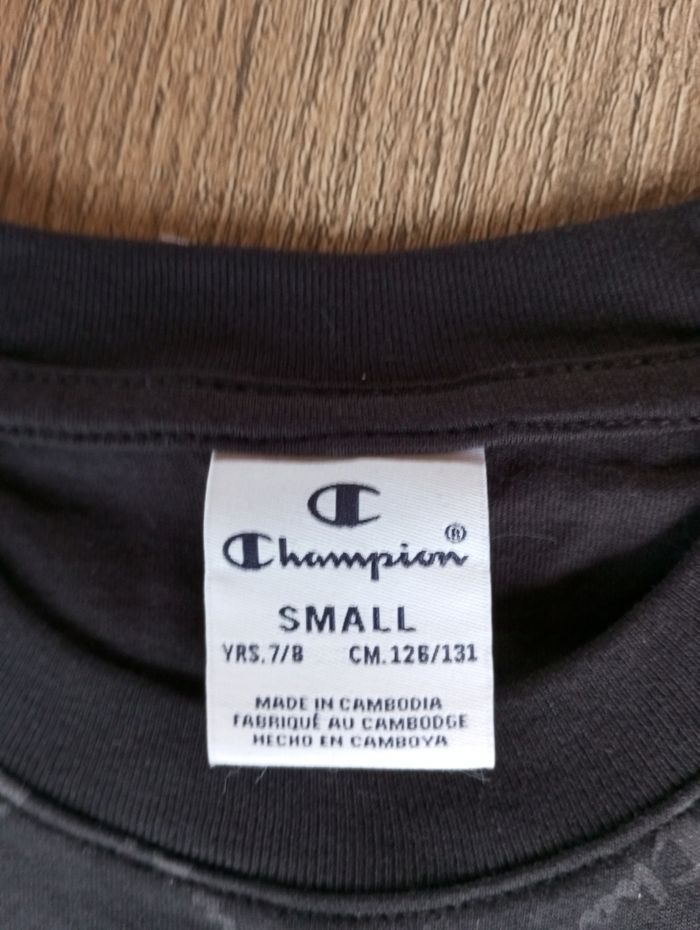 Champion®
SMALL
YRS.7/8 CM.126/131
MADE IN CAMBODIA
FABRIQUÉ AU CAMBODGE
HECHO EN CAMBOYA